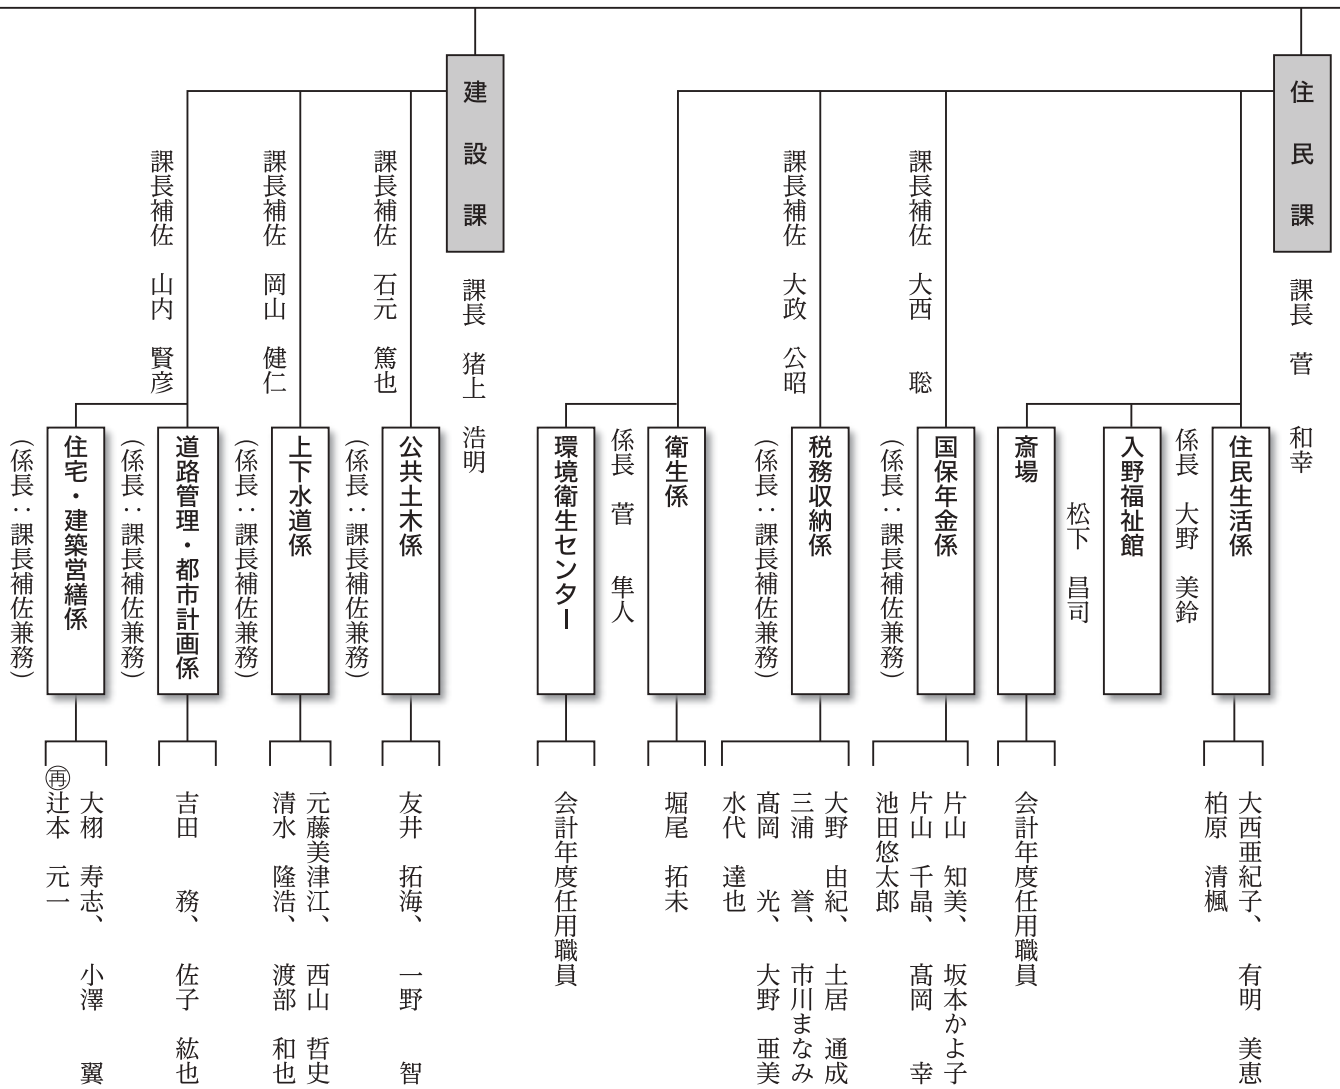 住民課
課長 菅 和幸
住民生活係
係長 大野 美鈴
大西亜紀子、 有明 美恵
柏原 清楓
入野福祉館
松下 昌司
斎場
会計年度任用職員
課長補佐 大西 聡
国保年金係
(係長:課長補佐兼務)
片山 知美、 坂本かよ子
片山 千晶、 髙岡 幸
池田悠太郎
課長補佐 大政 公昭
税務収納係
(係長:課長補佐兼務)
大野 由紀、 土居 通成
三浦 誉、 市川まなみ
髙岡 光、 大野 亜美
水代 達也
衛生係
係長 菅 隼人
堀尾 拓未
環境衛生センター
会計年度任用職員
建設課
課長 猪上 浩明
課長補佐 石元 篤也
公共土木係
(係長:課長補佐兼務)
友井 拓海、 一野 智
課長補佐 岡山 健仁
上下水道係
(係長:課長補佐兼務)
元藤美津江、 西山 哲史
清水 隆浩、 渡部 和也
課長補佐 山内 賢彦
道路管理・都市計画係
(係長:課長補佐兼務)
吉田 務、 佐子 紘也
住宅・建築営繕係
(係長:課長補佐兼務)
大栩 寿志、 小澤 翼
㊢辻本 元一